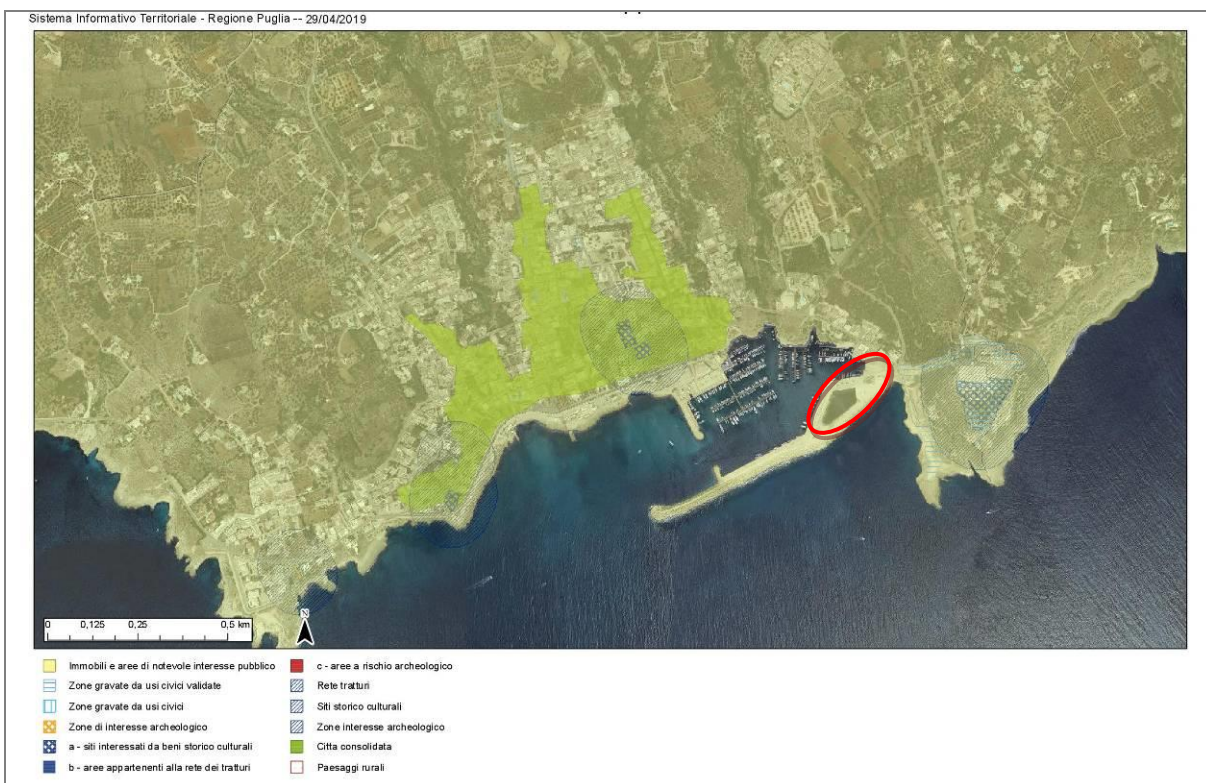 Sistema Informativo Territoriale - Regione Puglia -- 29/04/2019
0 0,125 0,25 0,5 km
N
Immobili e aree di notevole interesse pubblico
Zone gravate da usi civici validate
Zone gravate da usi civici
Zone di interesse archeologico
a - siti interessati da beni storico culturali
b - aree appartenenti alla rete dei tratturi
c - aree a rischio archeologico
Rete tratturi
Siti storico culturali
Zone interesse archeologico
Citta consolidata
Paesaggi rurali